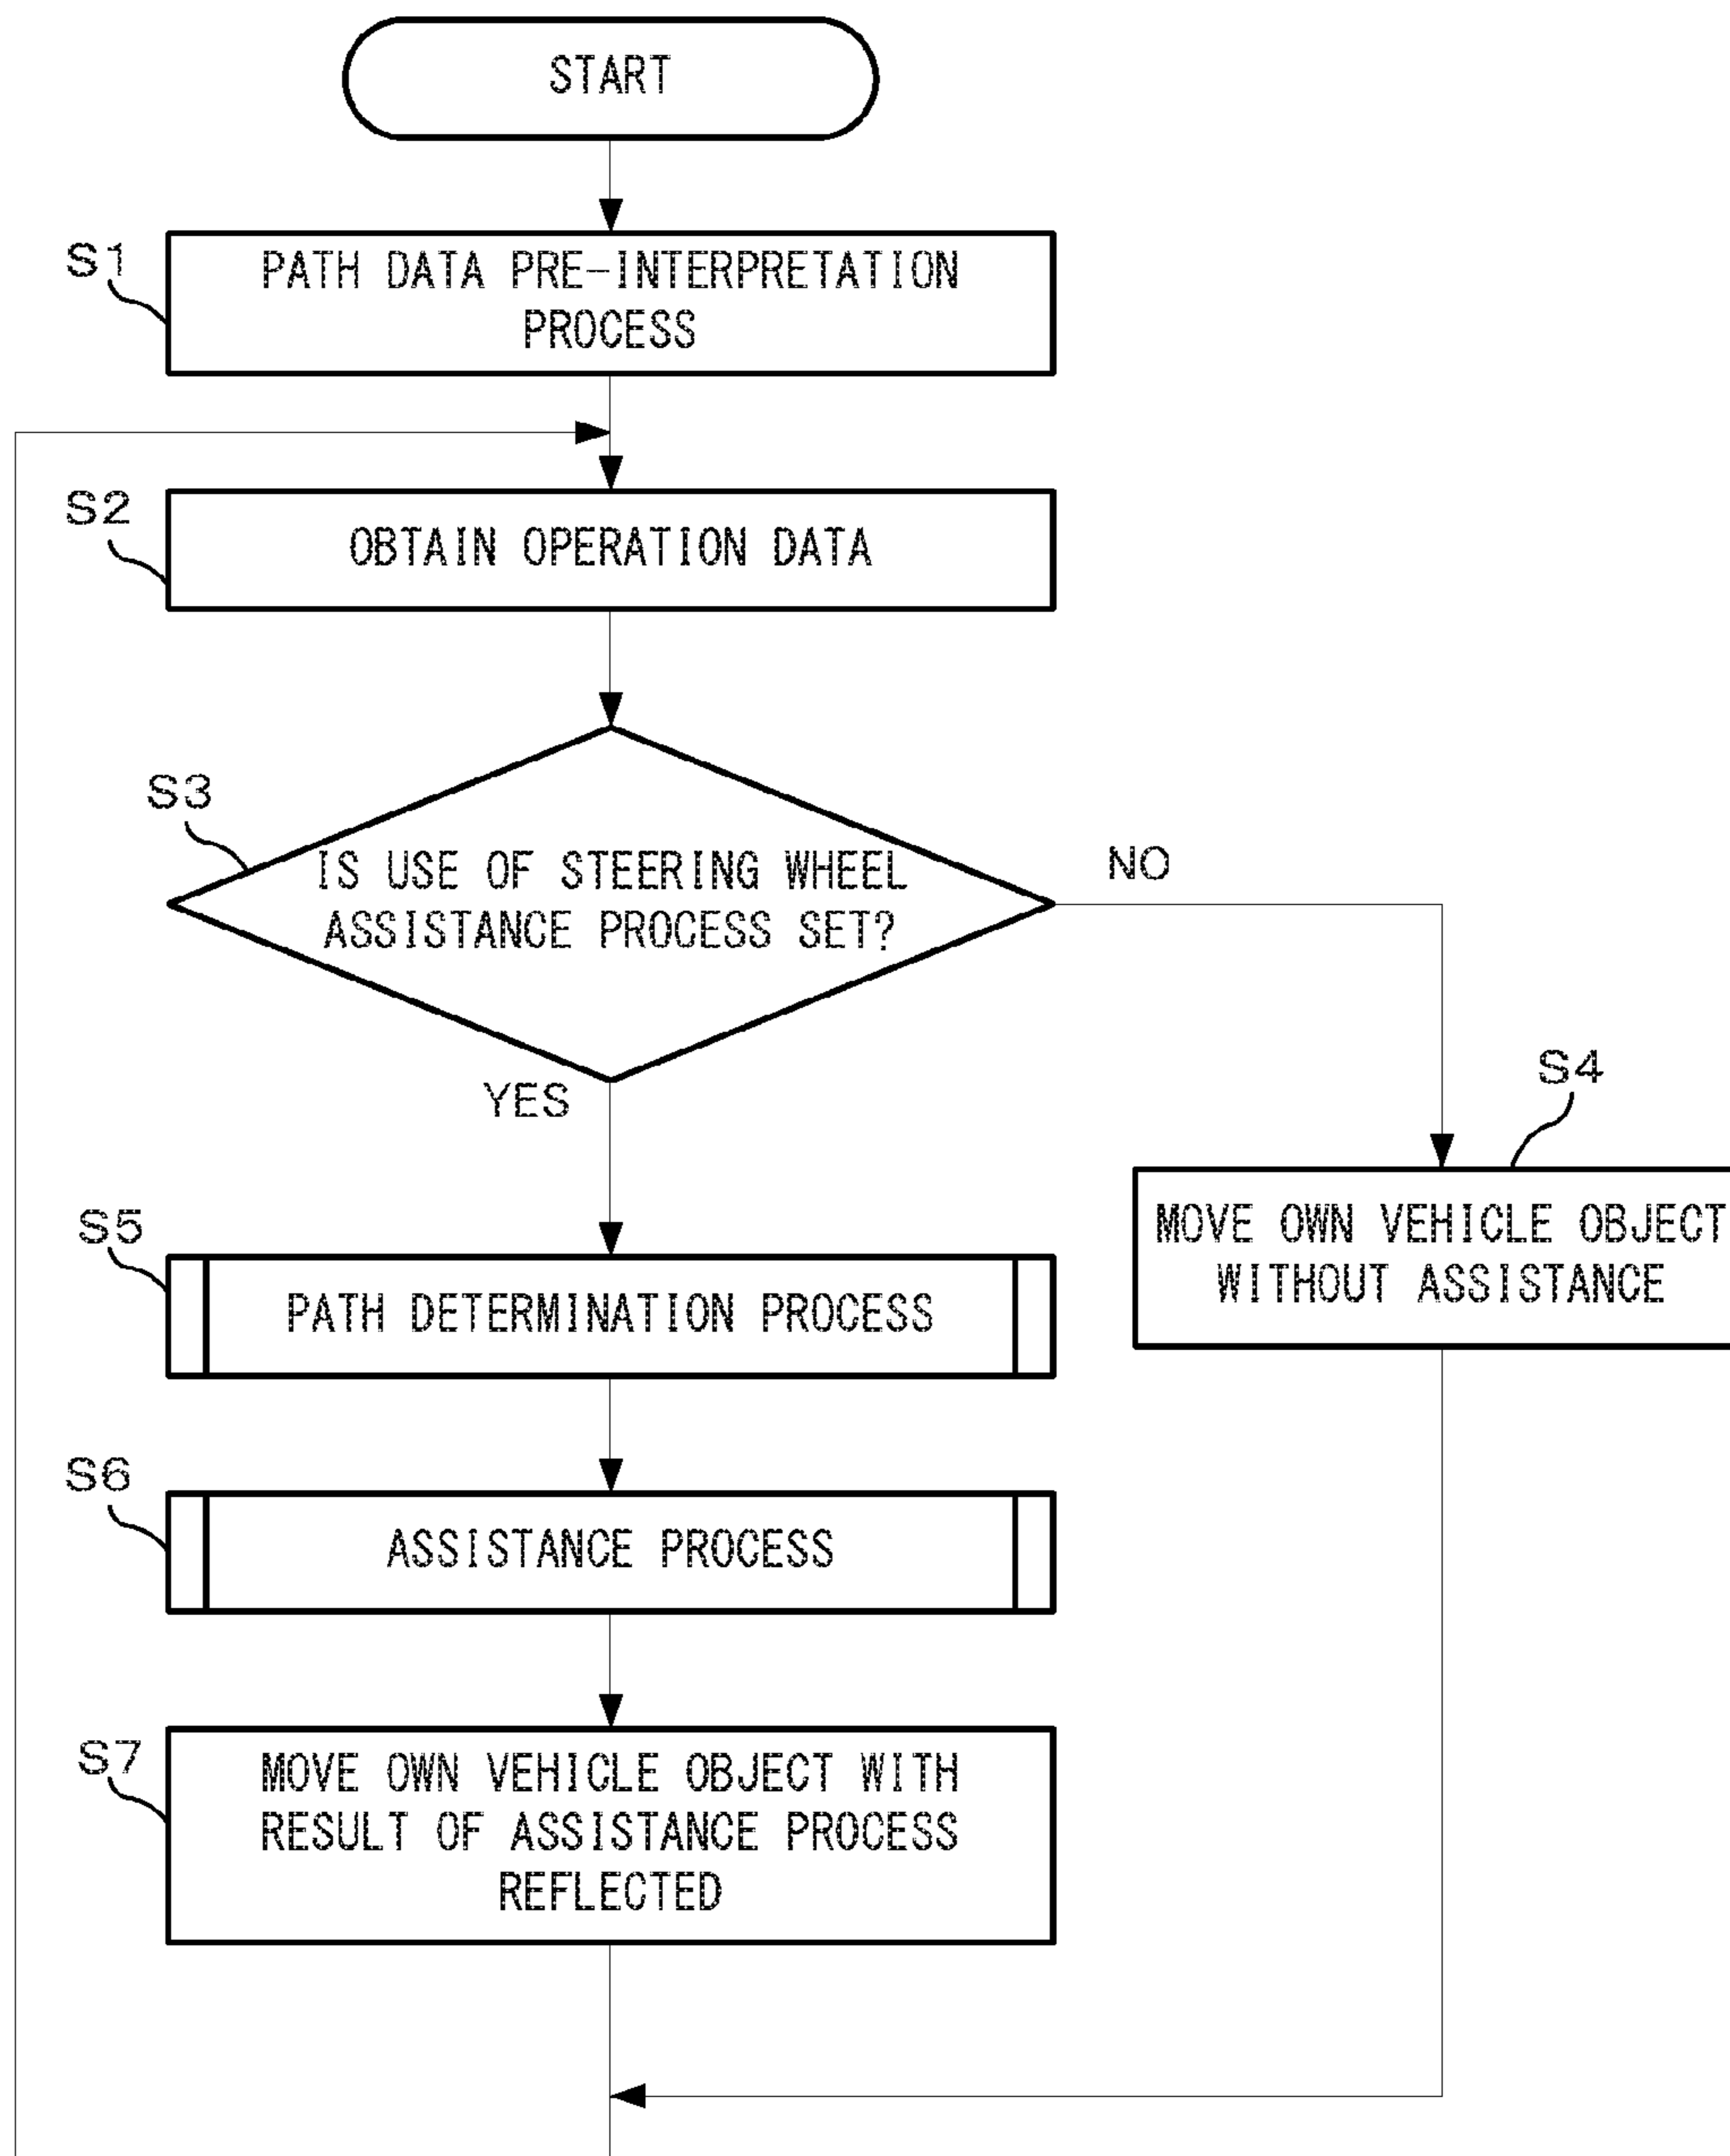 START
S1
PATH DATA PRE-INTERPRETATION
PROCESS
S2
OBTAIN OPERATION DATA
S3
IS USE OF STEERING WHEEL
ASSISTANCE PROCESS SET?
NO
YES
S4
MOVE OWN VEHICLE OBJECT
WITHOUT ASSISTANCE
S5
PATH DETERMINATION PROCESS
S6
ASSISTANCE PROCESS
S7
MOVE OWN VEHICLE OBJECT WITH
RESULT OF ASSISTANCE PROCESS
REFLECTED